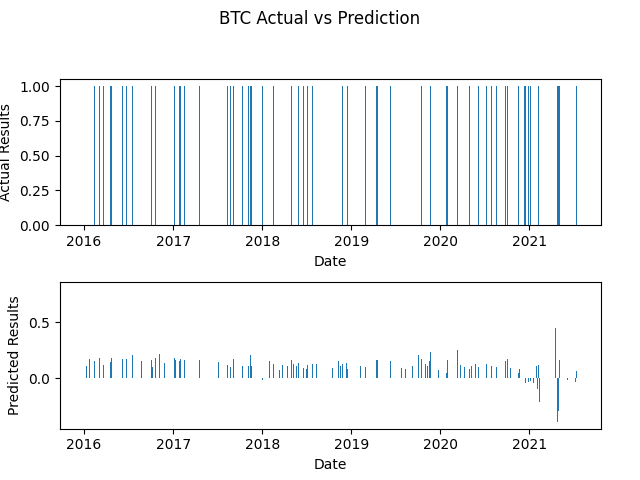 BTC Actual vs Prediction
1.00
0.75
0.50
0.25
0.00
Actual Results
2016 2017 2018 2019 2020 2021
Date
0.5
0.0
Predicted Results
2016 2017 2018 2019 2020 2021
Date